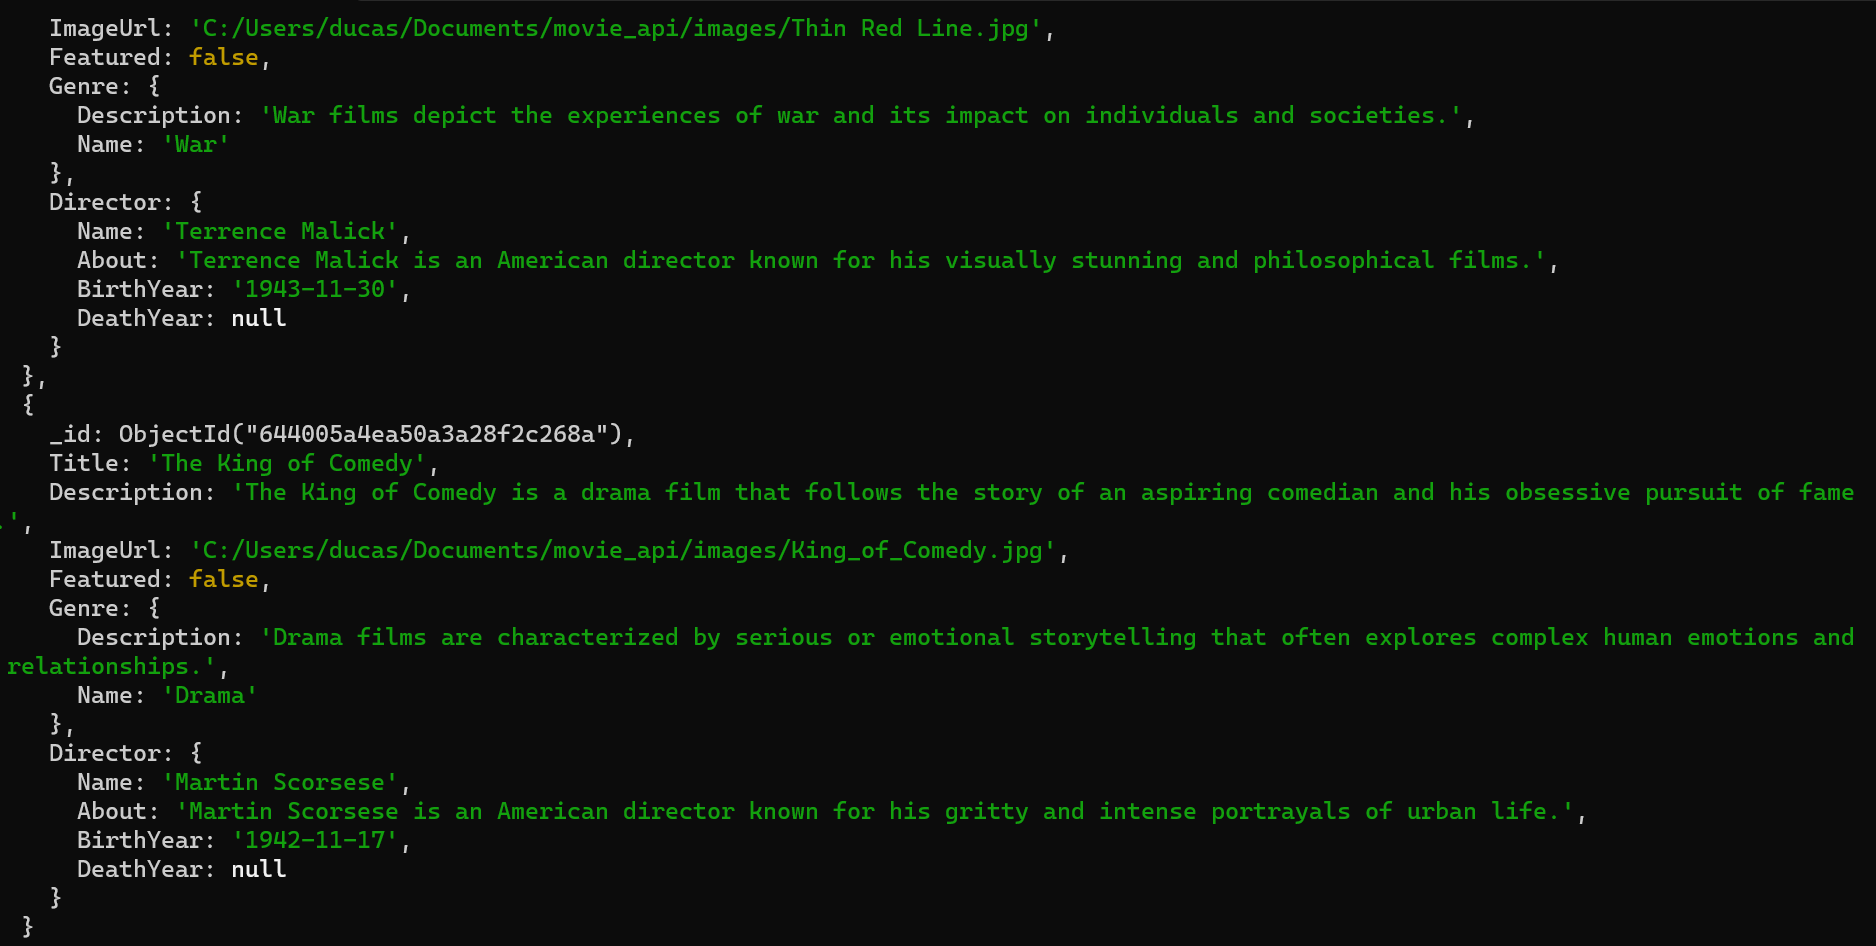 ImageUrl: 'C:/Users/ducas/Documents/movie_api/images/Thin Red Line.jpg',
Featured: false,
Genre: {
Description: 'War films depict the experiences of war and its impact on individuals and societies.',
Name: 'War'
},
Director: {
Name: 'Terrence Malick',
About: 'Terrence Malick is an American director known for his visually stunning and philosophical films.',
BirthYear: '1943-11-30',
DeathYear: null
}
},
{
_id: ObjectId("644005a4ea50a3a28f2c268a"),
Title: 'The King of Comedy',
Description: 'The King of Comedy is a drama film that follows the story of an aspiring comedian and his obsessive pursuit of fame
.',
ImageUrl: 'C:/Users/ducas/Documents/movie_api/images/King_of_Comedy.jpg',
Featured: false,
Genre: {
Description: 'Drama films are characterized by serious or emotional storytelling that often explores complex human emotions and
relationships.',
Name: 'Drama'
},
Director: {
Name: 'Martin Scorsese',
About: 'Martin Scorsese is an American director known for his gritty and intense portrayals of urban life.',
BirthYear: '1942-11-17',
DeathYear: null
}
}